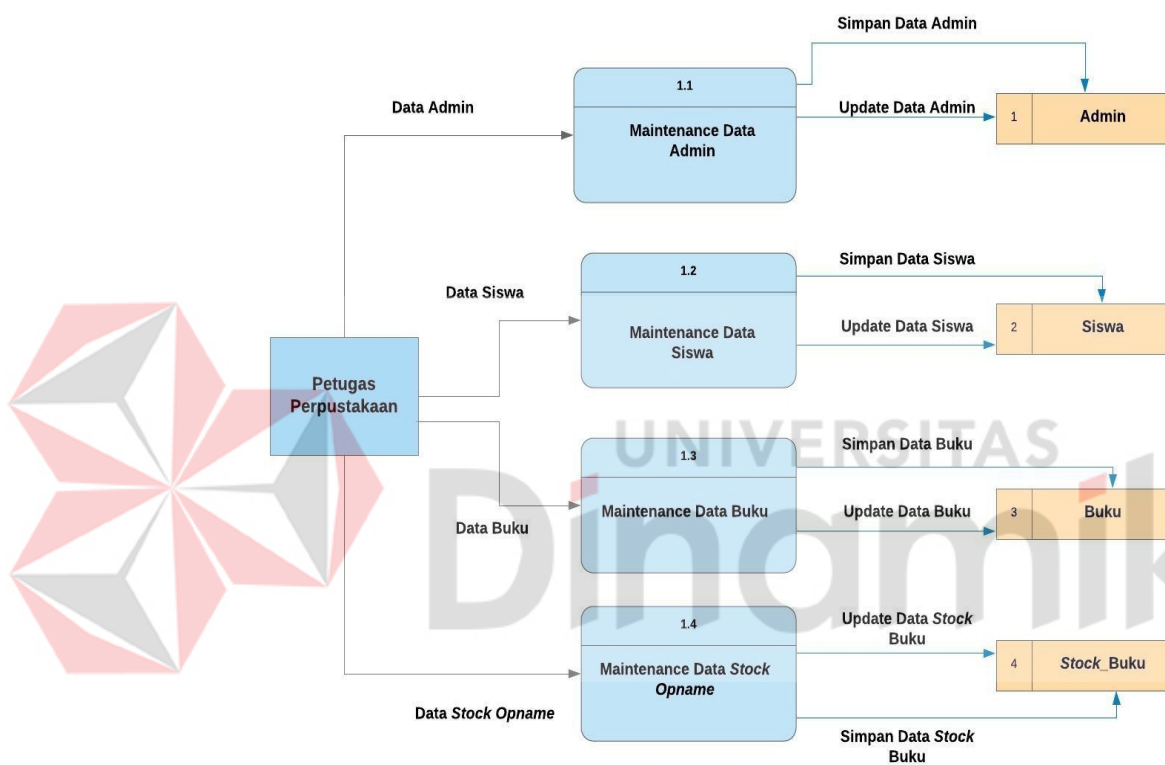 Simpan Data Admin
1.1
Data Admin
Update Data Admin
1
Admin
Maintenance Data
Admin
1.2
Simpan Data Siswa
Data Siswa
Maintenance Data
Siswa
Update Data Siswa
2
Siswa
Petugas
Perpustakaan
UNIVERSITAS
Dinamik
1.3
Simpan Data Buku
Data Buku
Maintenance Data Buku
Update Data Buku
3
Buku
1.4
Update Data Stock
Buku
Maintenance Data Stock
Opname
4
Stock_Buku
Data Stock Opname
Simpan Data Stock
Buku